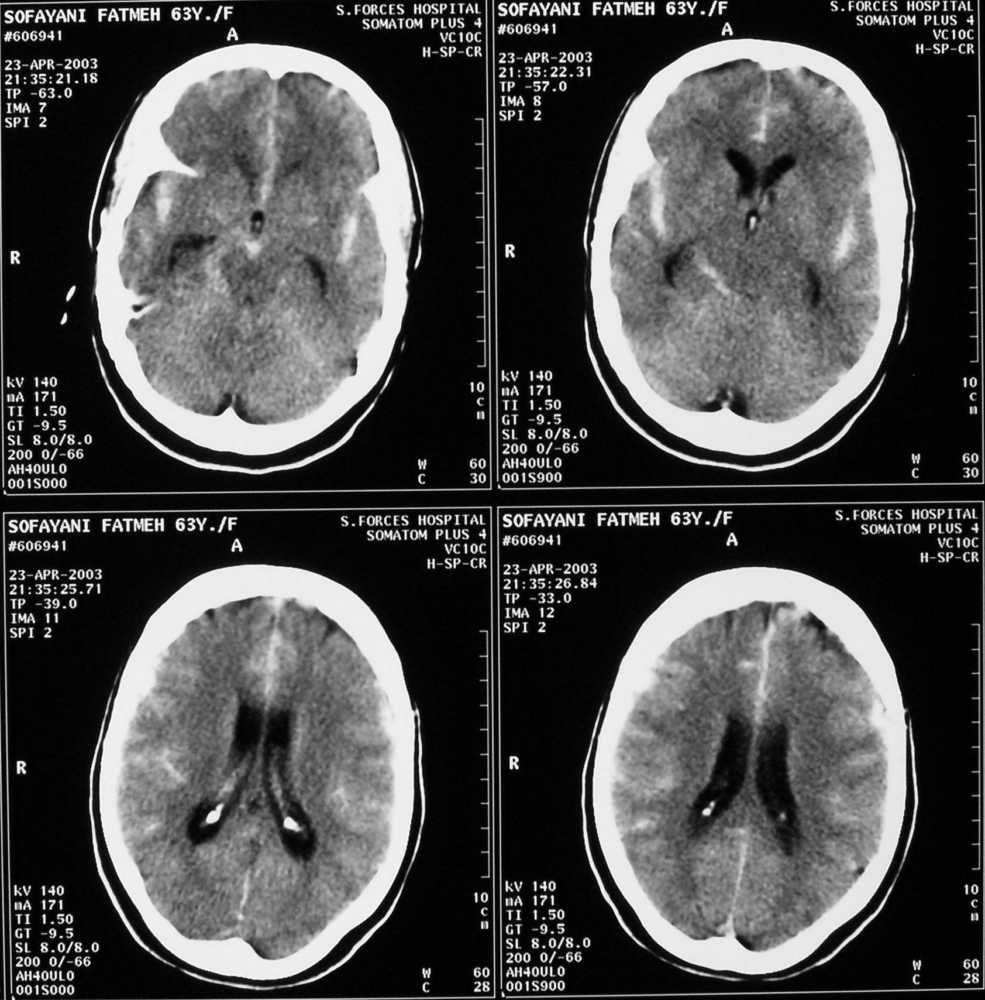 SOFAYANI FATMEH 63Y./F
#606941
23-APR-2003
21:35:21.18
TP -63.0
IMA 7
SPI 2
S.FORCES HOSPITAL
SOMATOM PLUS 4
VC10C
H-SP-CR
A
R
kV 140
mA 171
TI 1.50
GT -9.5
SL 8.0/8.0
200 0/-66
AH40UL0
001S000
10
c
m
W 60
C 30
SOFAYANI FATMEH 63Y./F
#606941
23-APR-2003
21:35:22.31
TP -57.0
IMA 8
SPI 2
S.FORCES HOSPITAL
SOMATOM PLUS 4
VC10C
H-SP-CR
A
R
kV 140
mA 171
TI 1.50
GT -9.5
SL 8.0/8.0
200 0/-66
AH40UL0
001S900
10
c
m
W 60
C 30
SOFAYANI FATMEH 63Y./F
#606941
23-APR-2003
21:35:25.71
TP -39.0
IMA 11
SPI 2
S.FORCES HOSPITAL
SOMATOM PLUS 4
VC10C
H-SP-CR
A
R
kV 140
mA 171
TI 1.50
GT -9.5
SL 8.0/8.0
200 0/-66
AH40UL0
001S000
10
c
m
W 60
C 28
SOFAYANI FATMEH 63Y./F
#606941
23-APR-2003
21:35:26.84
TP -33.0
IMA 12
SPI 2
S.FORCES HOSPITAL
SOMATOM PLUS 4
VC10C
H-SP-CR
A
R
kV 140
mA 171
TI 1.50
GT -9.5
SL 8.0/8.0
200 0/-66
AH40UL0
001S900
10
c
m
W 60
C 28